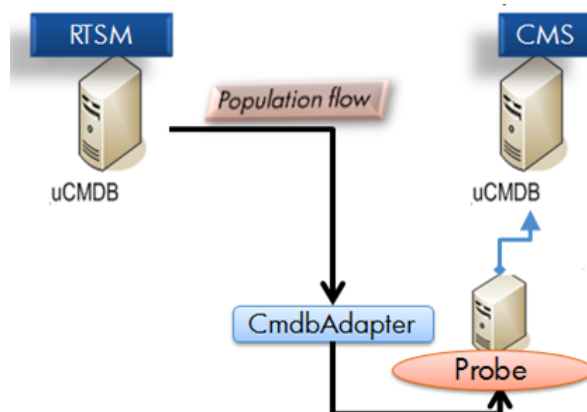 RTSM
CMS
Population flow
uCMDB
uCMDB
CmdbAdapter
Probe